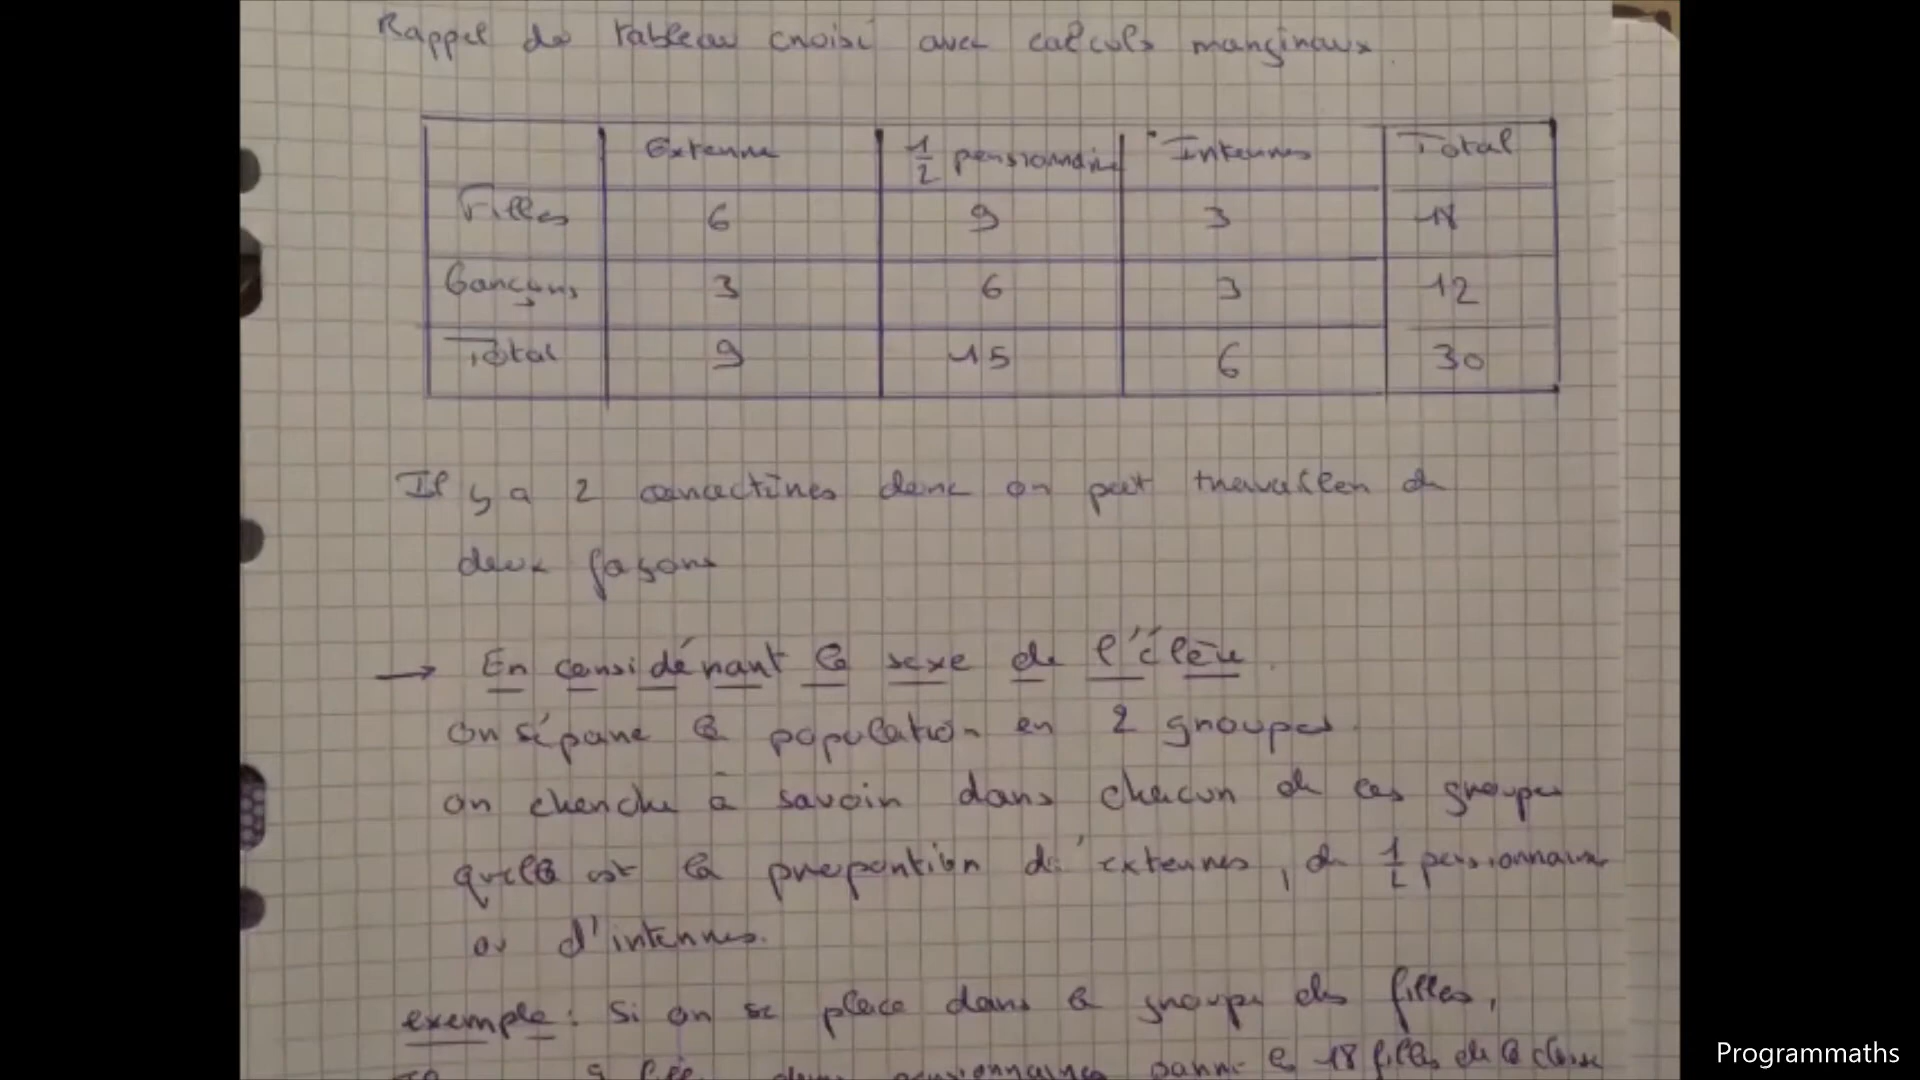 Rappel du tableau croisé avec calculs marginaux.
Externe 1/2 pensionnaire Internes Total
Filles 6 9 3 18
Garçons 3 6 3 12
Total 9 15 6 30
Il y a 2 caractères donc on peut travailler de
deux façons
→ En considérant le sexe de l'élève.
on sépare la population en 2 groupes
on cherche à savoir dans chacun de ces groupes
quelle est la proportion d'externes, de 1/2 pensionnaires
ou d'internes.
exemple : Si on se place dans le groupe des filles,
9 demi pensionnaires parmi les 18 filles de la classe
Programmaths